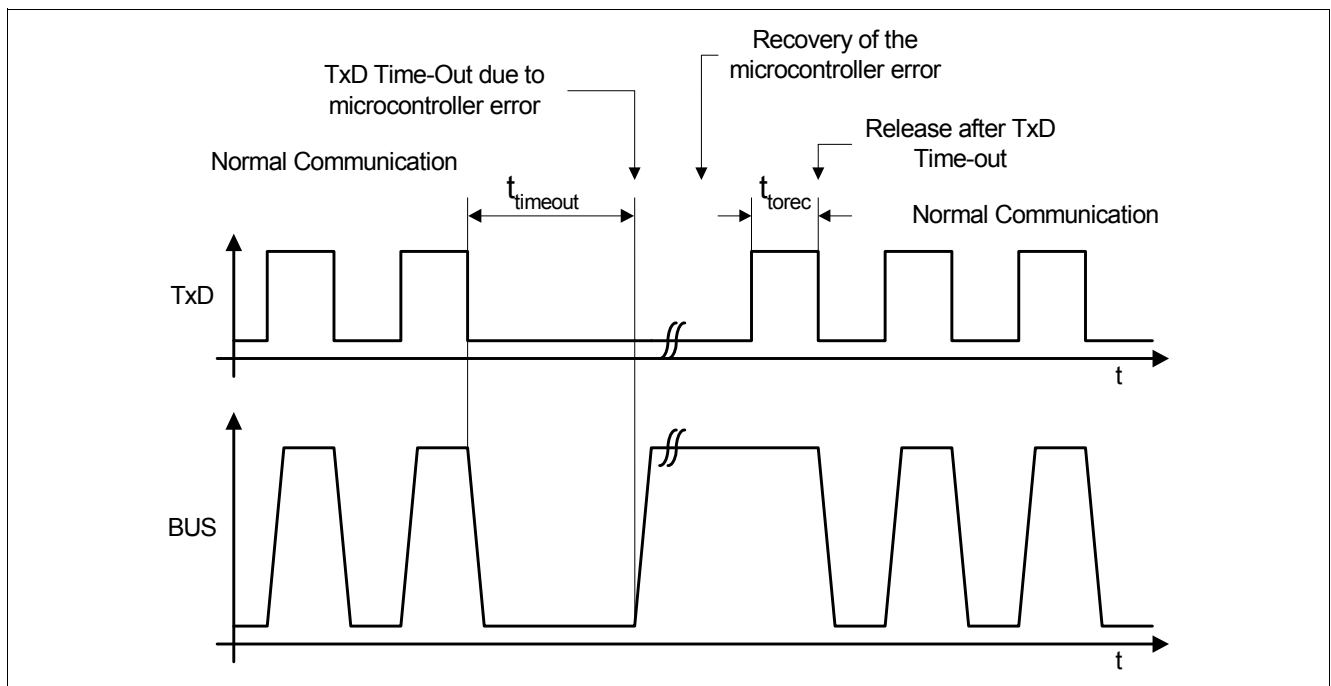 Recovery of the
microcontroller error
TxD Time-Out due to
microcontroller error
Release after TxD
Time-out
Normal Communication
t_timeout
t_torec
Normal Communication
TxD
t
BUS
t